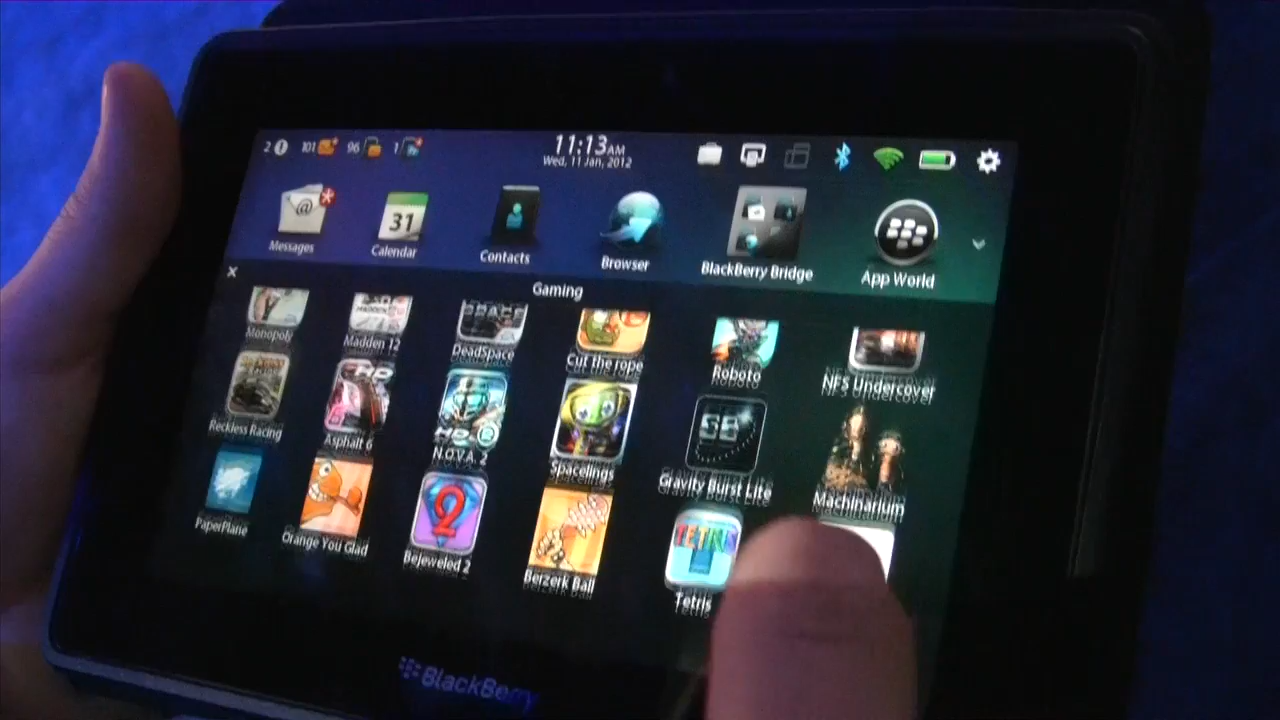 2 101 96 1 11:13AM
Wed, 11 Jan, 2012
31
Messages Calendar Contacts Browser BlackBerry Bridge App World
Gaming
Monopoly Madden 12 DeadSpace Cut the rope Roboto NFS Undercover
Reckless Racing Asphalt 6 N.O.V.A. 2 Spacelings Gravity Burst Lite Machinarium
2 TETRIS
PaperPlane Orange You Glad Bejeweled 2 Berzerk Ball Tetris
BlackBerry